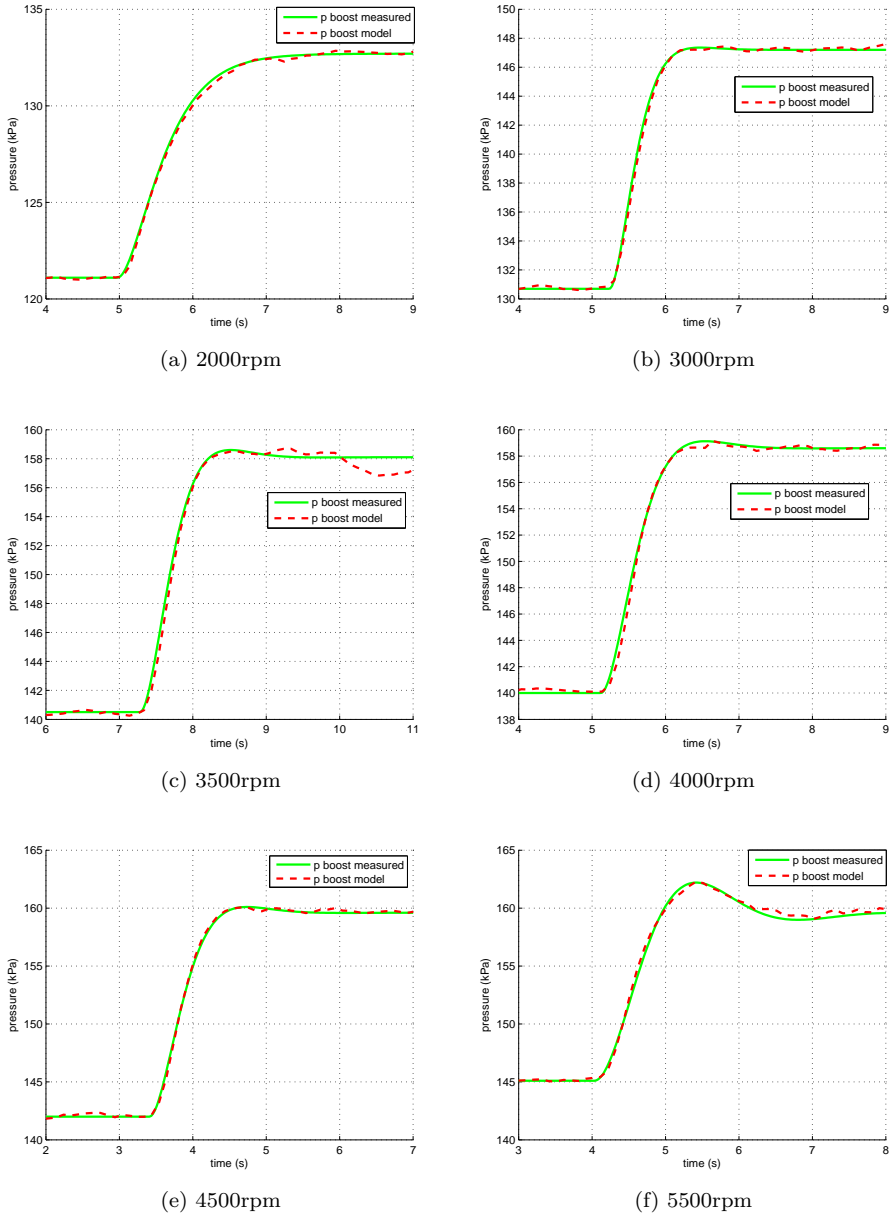 135
130
125
120
4 5 6 7 8 9
pressure (kPa)
time (s)
p boost measured
p boost model
(a) 2000rpm
150
148
146
144
142
140
138
136
134
132
130
4 5 6 7 8 9
pressure (kPa)
time (s)
p boost measured
p boost model
(b) 3000rpm
160
158
156
154
152
150
148
146
144
142
140
6 7 8 9 10 11
pressure (kPa)
time (s)
p boost measured
p boost model
(c) 3500rpm
160
158
156
154
152
150
148
146
144
142
140
138
4 5 6 7 8 9
pressure (kPa)
time (s)
p boost measured
p boost model
(d) 4000rpm
165
160
155
150
145
140
2 3 4 5 6 7
pressure (kPa)
time (s)
p boost measured
p boost model
(e) 4500rpm
165
160
155
150
145
140
3 4 5 6 7 8
pressure (kPa)
time (s)
p boost measured
p boost model
(f) 5500rpm